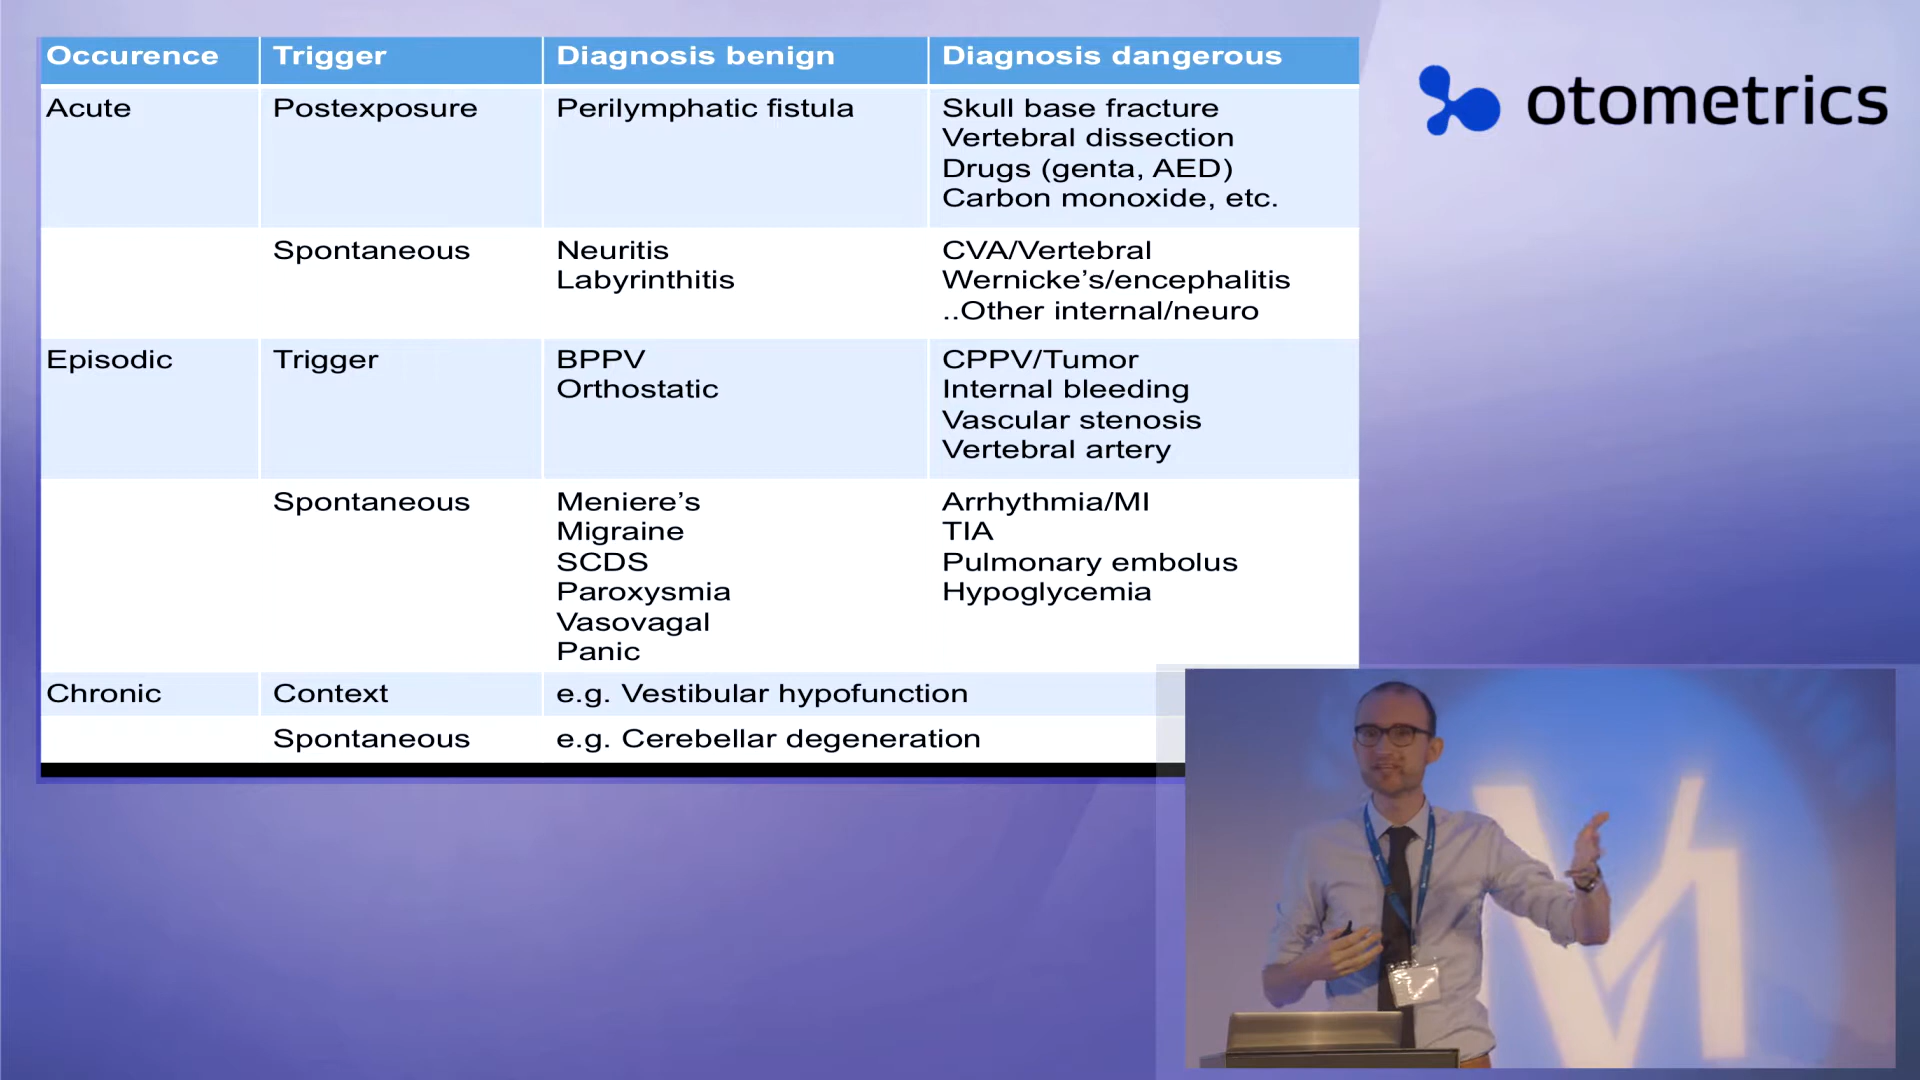 Occurence Trigger Diagnosis benign Diagnosis dangerous
Acute Postexposure Perilymphatic fistula Skull base fracture
Vertebral dissection
Drugs (genta, AED)
Carbon monoxide, etc.
Spontaneous Neuritis CVA/Vertebral
Labyrinthitis Wernicke’s/encephalitis
..Other internal/neuro
Episodic Trigger BPPV CPPV/Tumor
Orthostatic Internal bleeding
Vascular stenosis
Vertebral artery
Spontaneous Meniere’s Arrhythmia/MI
Migraine TIA
SCDS Pulmonary embolus
Paroxysmia Hypoglycemia
Vasovagal
Panic
Chronic Context e.g. Vestibular hypofunction
Spontaneous e.g. Cerebellar degeneration
otometrics